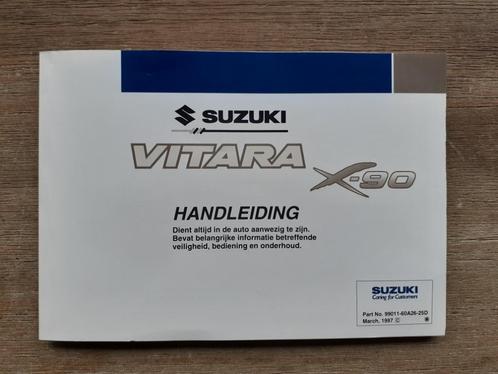 SUZUKI
VITARA
X-90
HANDLEIDING
Dient altijd in de auto aanwezig te zijn.
Bevat belangrijke informatie betreffende
veiligheid, bediening en onderhoud.
SUZUKI
Caring for Customers
Part No. 99011-60A26-25D
March, 1997 ©